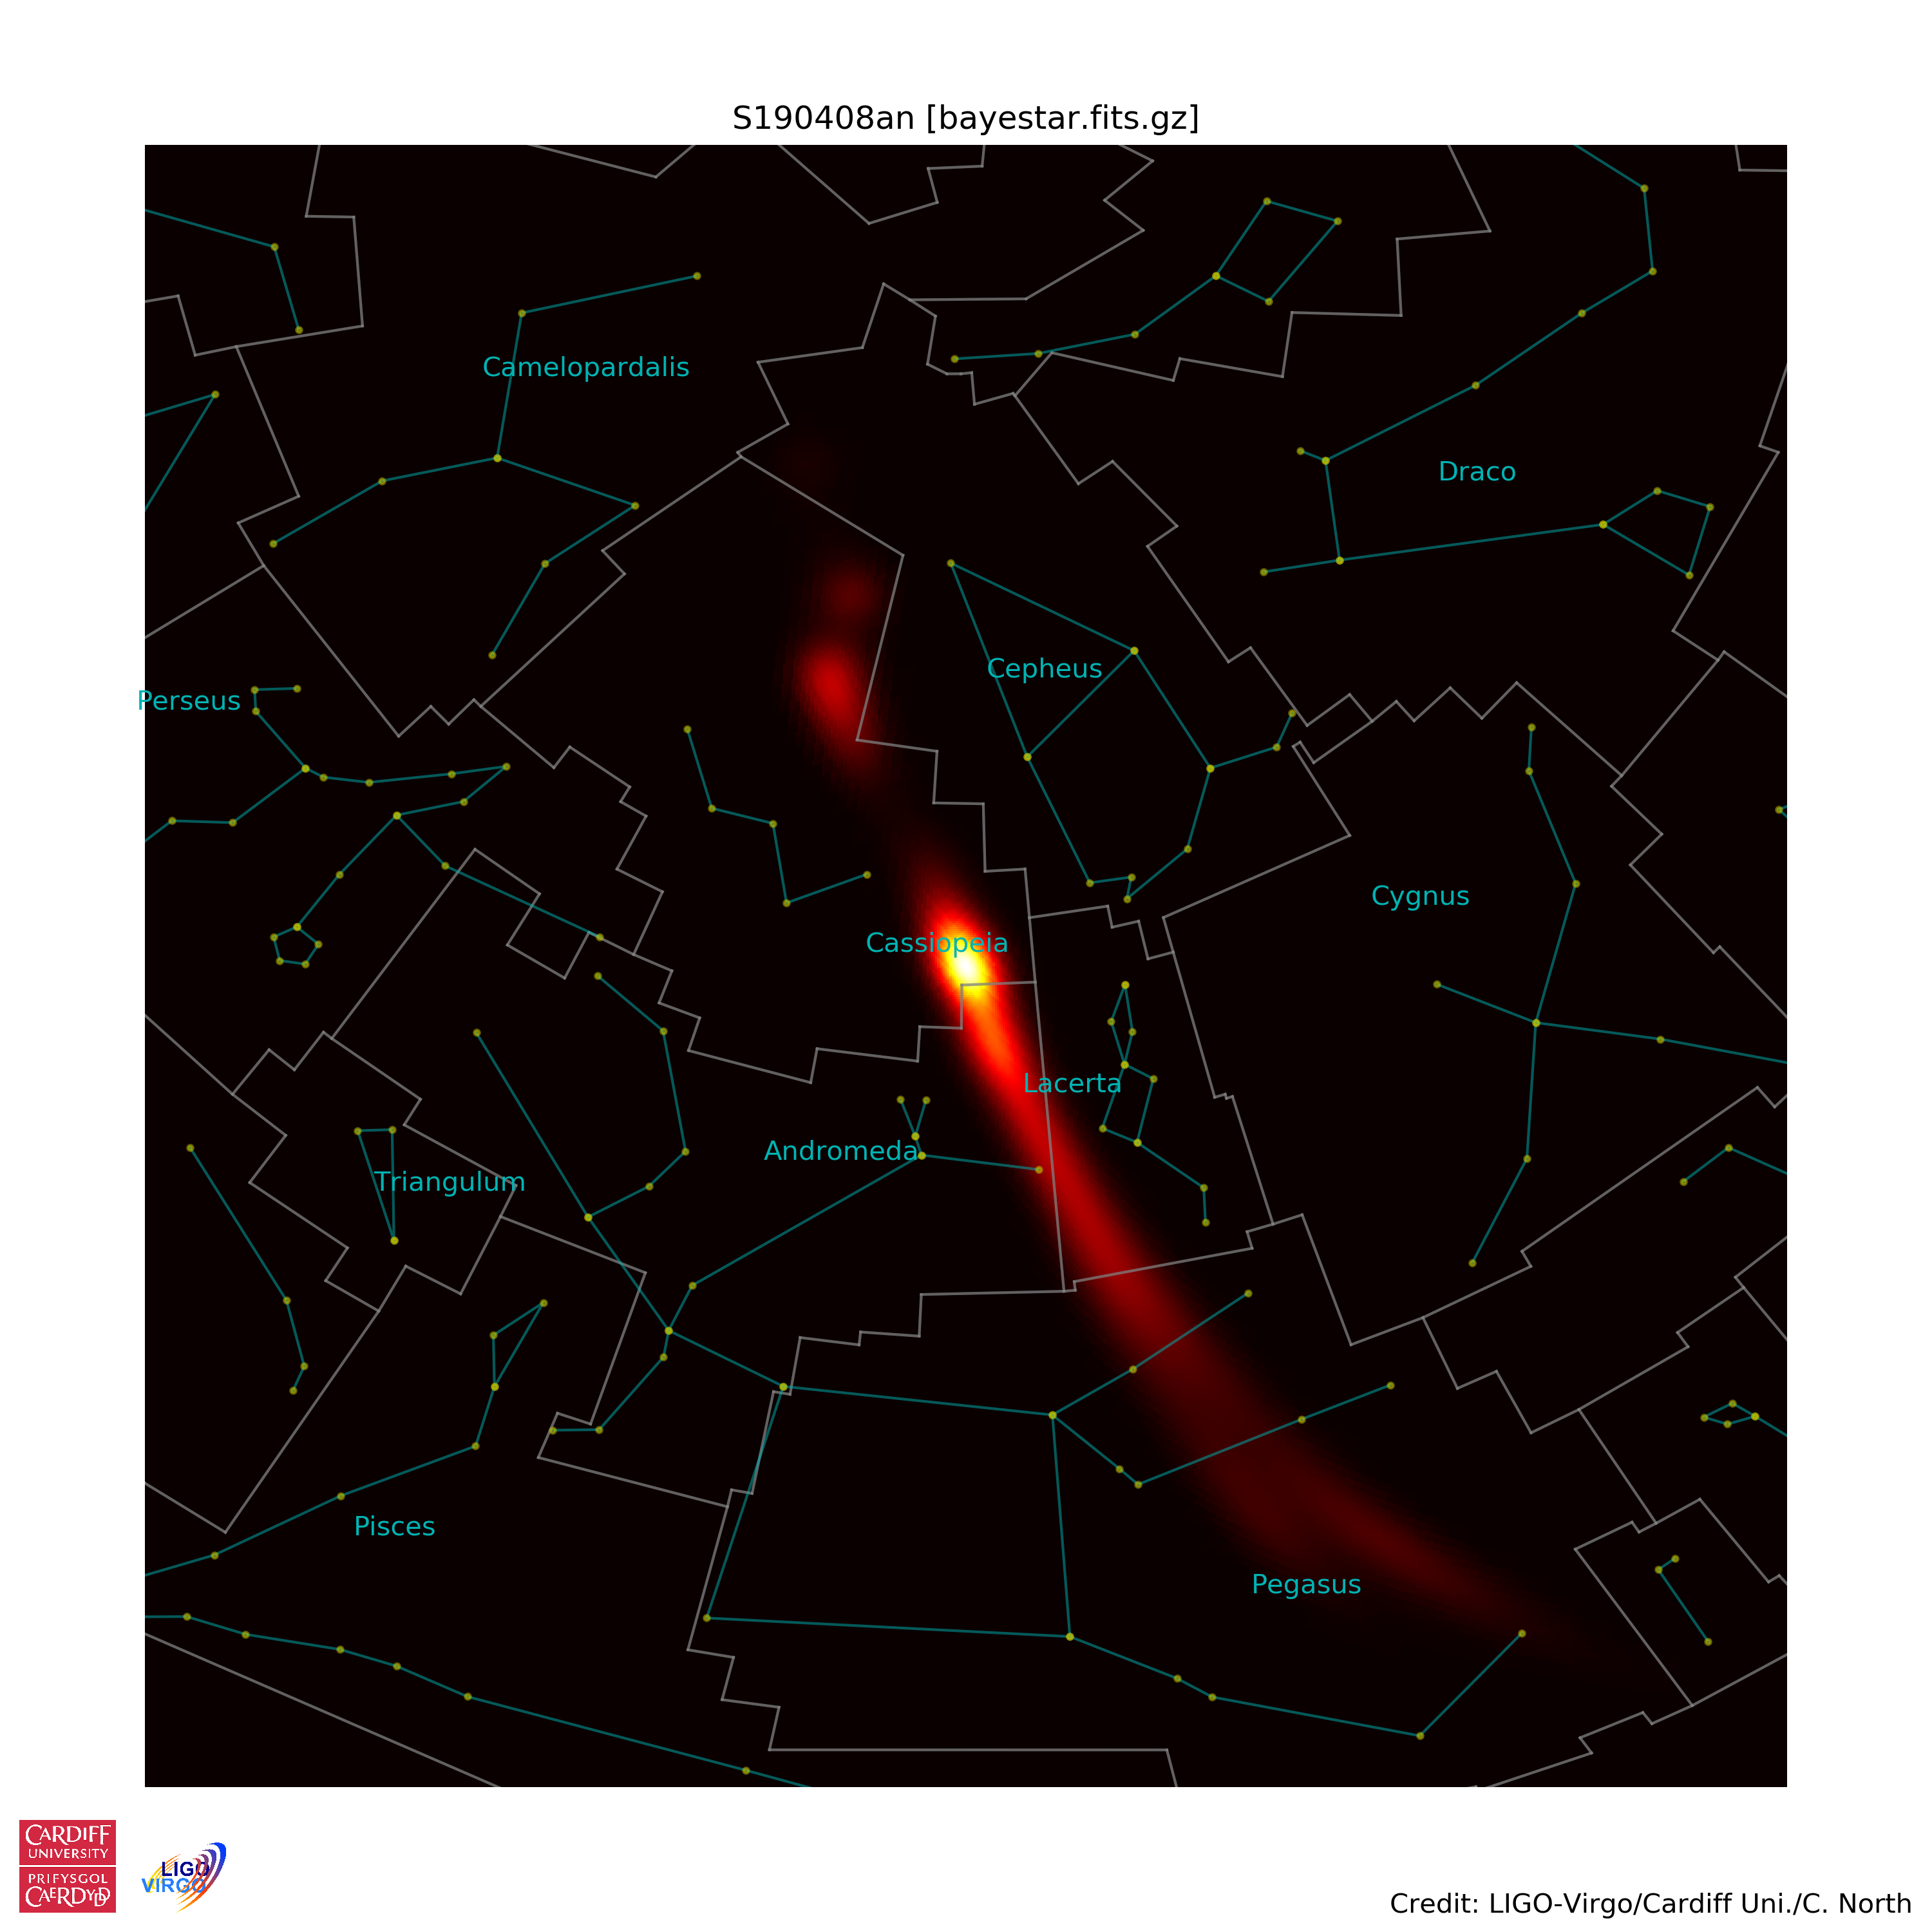 S190408an [bayestar.fits.gz]
Camelopardalis
Draco
Cepheus
Perseus
Cygnus
Cassiopeia
Lacerta
Andromeda
Triangulum
Pisces
Pegasus
CARDIFF
UNIVERSITY
PRIFYSGOL
CAERDYDD
LIGO
VIRGO
Credit: LIGO-Virgo/Cardiff Uni./C. North